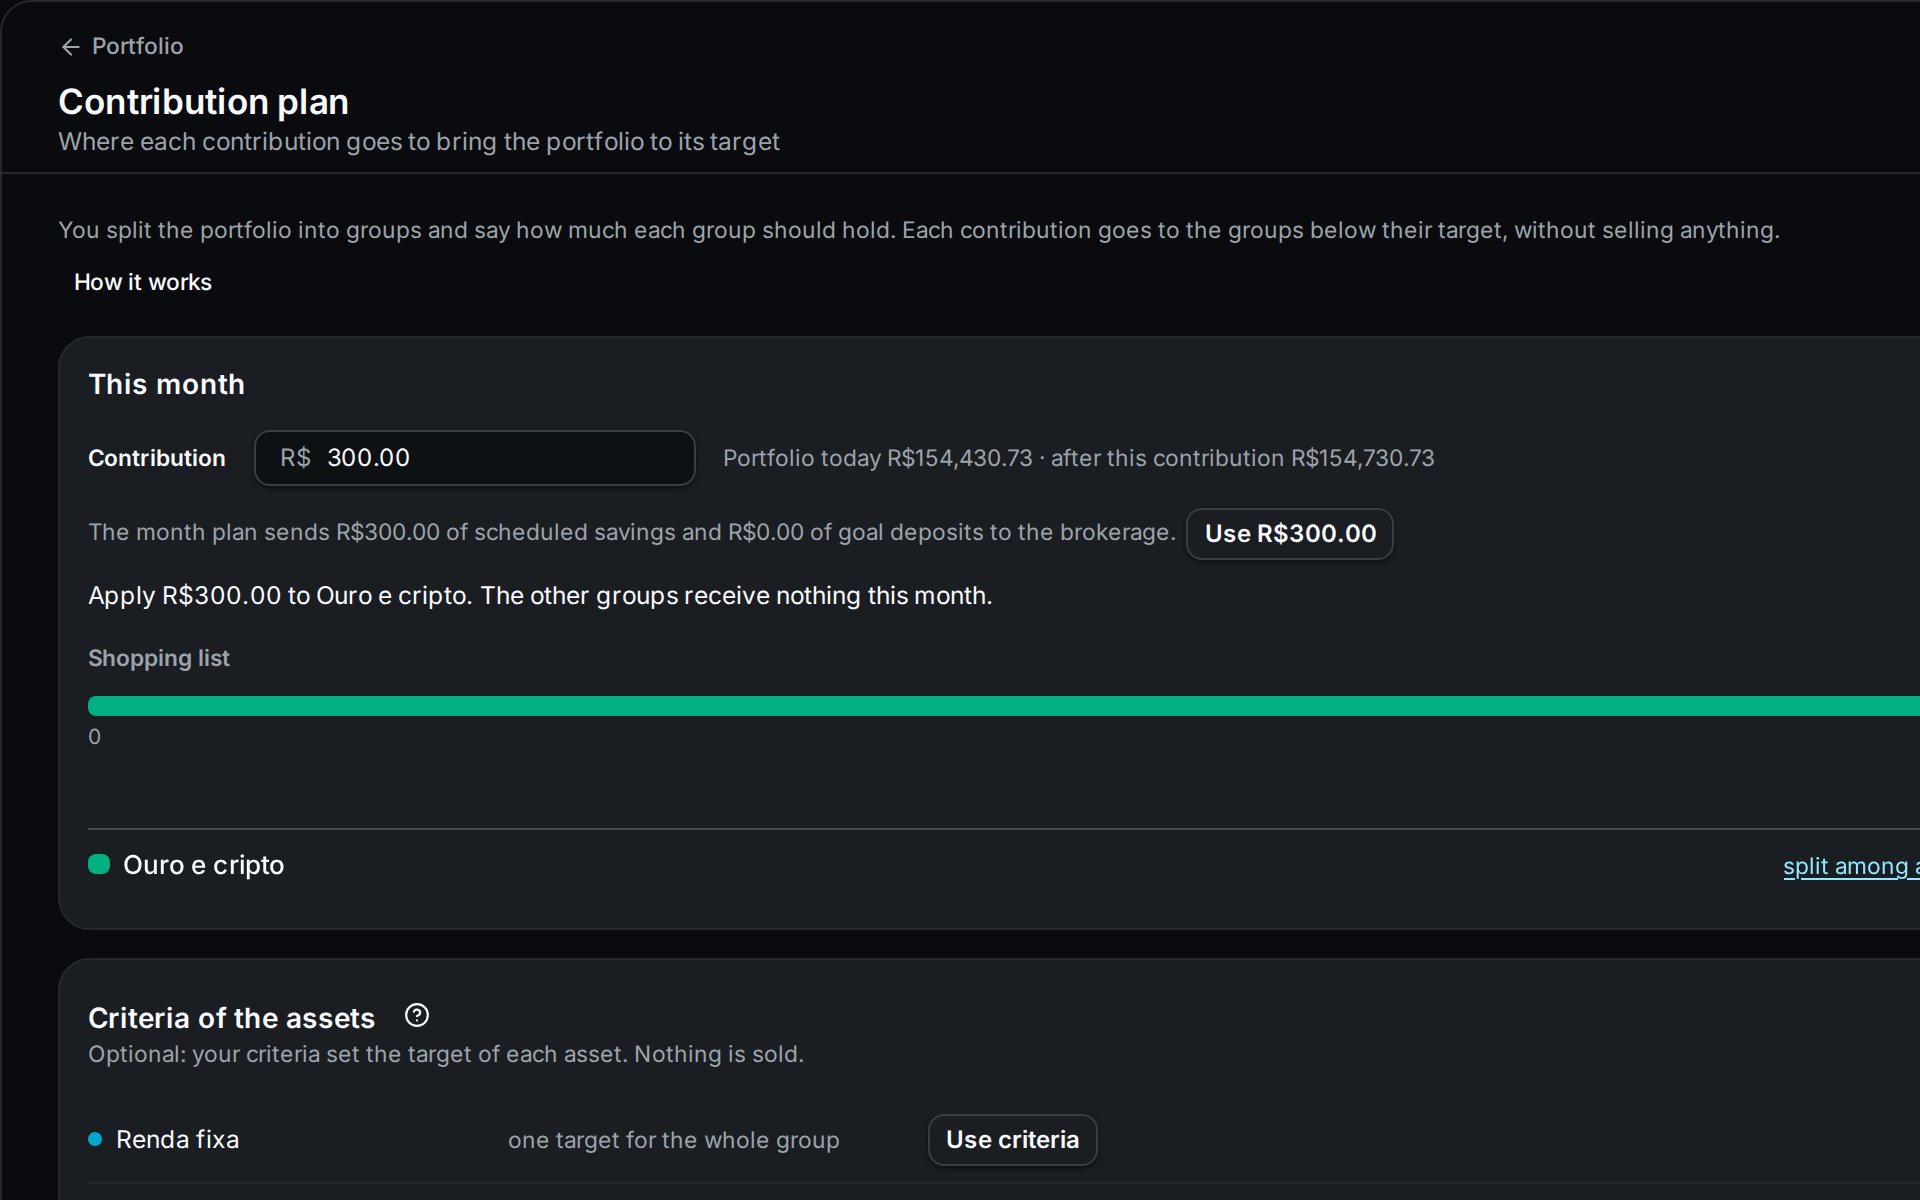 Portfolio
Contribution plan
Where each contribution goes to bring the portfolio to its target
You split the portfolio into groups and say how much each group should hold. Each contribution goes to the groups below their target, without selling anything.
How it works
This month
Contribution R$ 300.00 Portfolio today R$154,430.73 · after this contribution R$154,730.73
The month plan sends R$300.00 of scheduled savings and R$0.00 of goal deposits to the brokerage. Use R$300.00
Apply R$300.00 to Ouro e cripto. The other groups receive nothing this month.
Shopping list
0
Ouro e cripto split among
Criteria of the assets
Optional: your criteria set the target of each asset. Nothing is sold.
Renda fixa one target for the whole group Use criteria